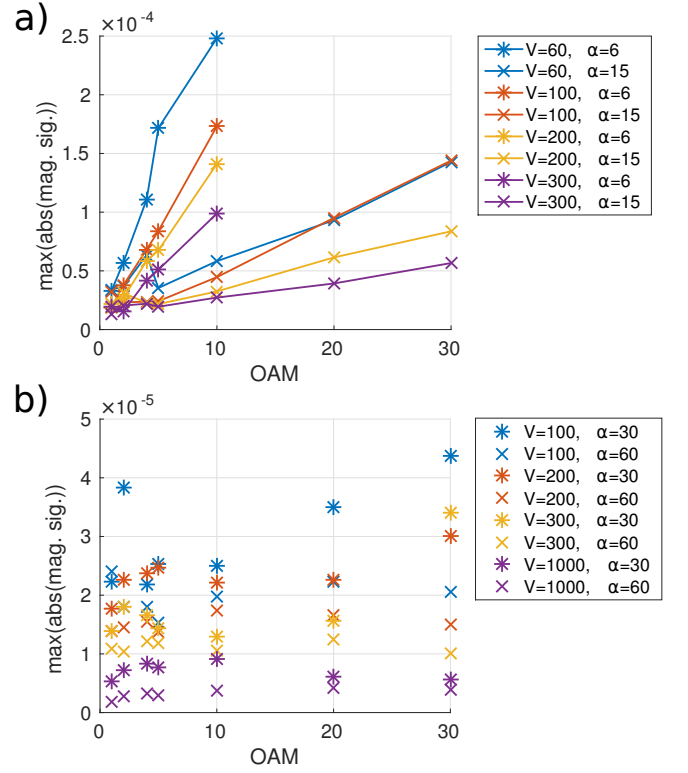 a)
×10⁻⁴
2.5
2
1.5
1
0.5
0
max(abs(mag. sig.))
0
10
20
30
OAM
V=60, α=6
V=60, α=15
V=100, α=6
V=100, α=15
V=200, α=6
V=200, α=15
V=300, α=6
V=300, α=15
b)
×10⁻⁵
5
4
3
2
1
0
max(abs(mag. sig.))
0
10
20
30
OAM
V=100, α=30
V=100, α=60
V=200, α=30
V=200, α=60
V=300, α=30
V=300, α=60
V=1000, α=30
V=1000, α=60